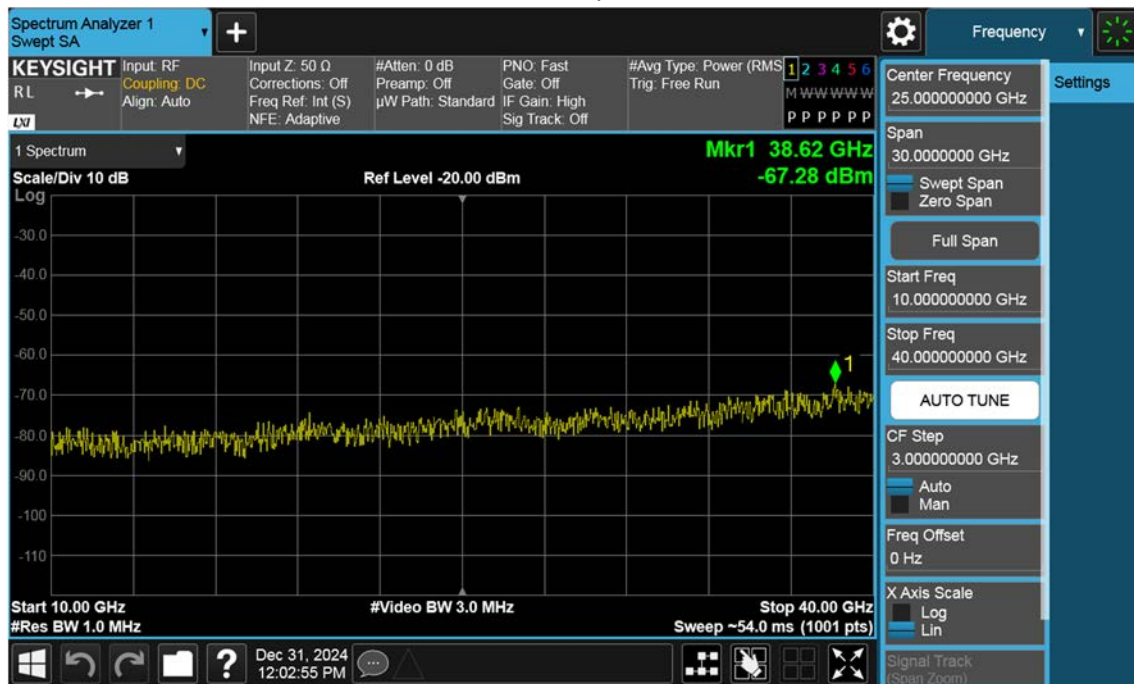 Spectrum Analyzer 1
Swept SA
+
Frequency
KEYSIGHT
RL
LXI
Input: RF
Coupling: DC
Align: Auto
Input Z: 50 Ω
Corrections: Off
Freq Ref: Int (S)
NFE: Adaptive
#Atten: 0 dB
Preamp: Off
µW Path: Standard
PNO: Fast
Gate: Off
IF Gain: High
Sig Track: Off
#Avg Type: Power (RMS
Trig: Free Run
1 2 3 4 5 6
M W W W W W
P P P P P P
1 Spectrum
Mkr1 38.62 GHz
-67.28 dBm
Scale/Div 10 dB
Ref Level -20.00 dBm
Log
-30.0
-40.0
-50.0
-60.0
1
-70.0
-80.0
-90.0
-100
-110
Start 10.00 GHz
#Video BW 3.0 MHz
Stop 40.00 GHz
#Res BW 1.0 MHz
Sweep ~54.0 ms (1001 pts)
Center Frequency
25.000000000 GHz
Span
30.0000000 GHz
Swept Span
Zero Span
Full Span
Start Freq
10.000000000 GHz
Stop Freq
40.000000000 GHz
AUTO TUNE
CF Step
3.000000000 GHz
Auto
Man
Freq Offset
0 Hz
X Axis Scale
Log
Lin
Signal Track
(Span Zoom)
Settings
?
Dec 31, 2024
12:02:55 PM